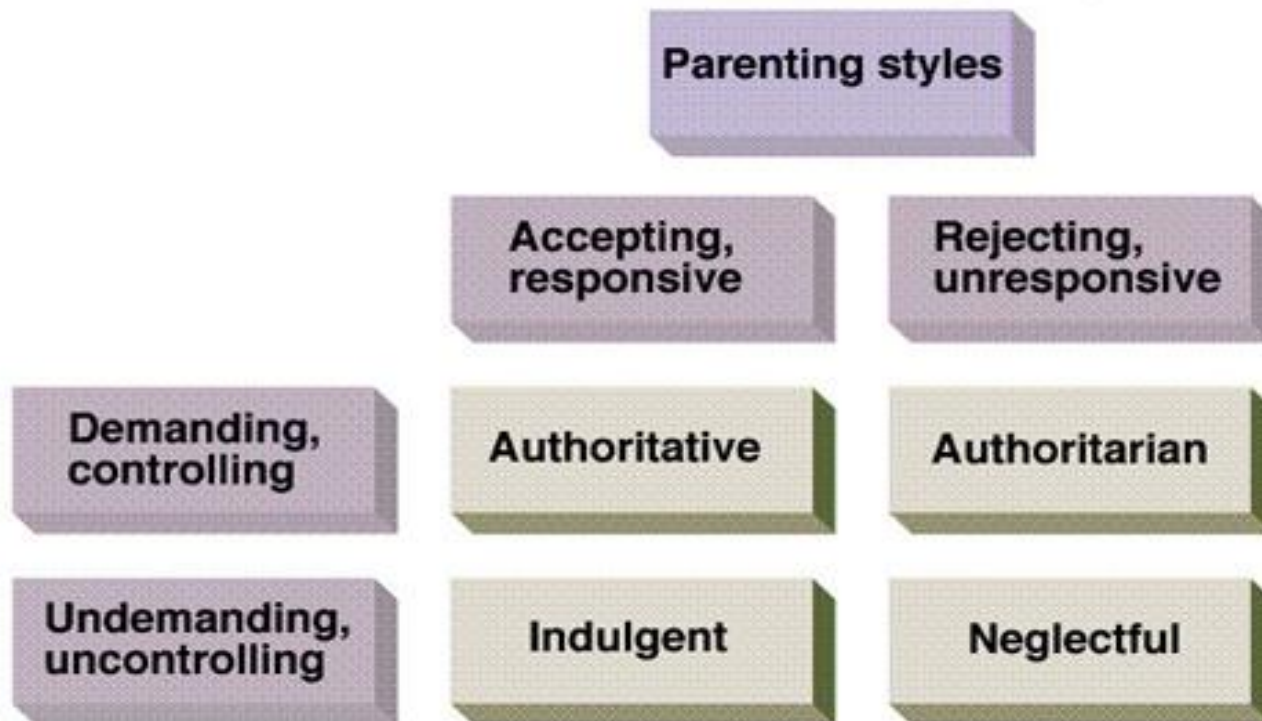 Parenting styles
Accepting,
responsive
Rejecting,
unresponsive
Demanding,
controlling
Authoritative
Authoritarian
Undemanding,
uncontrolling
Indulgent
Neglectful